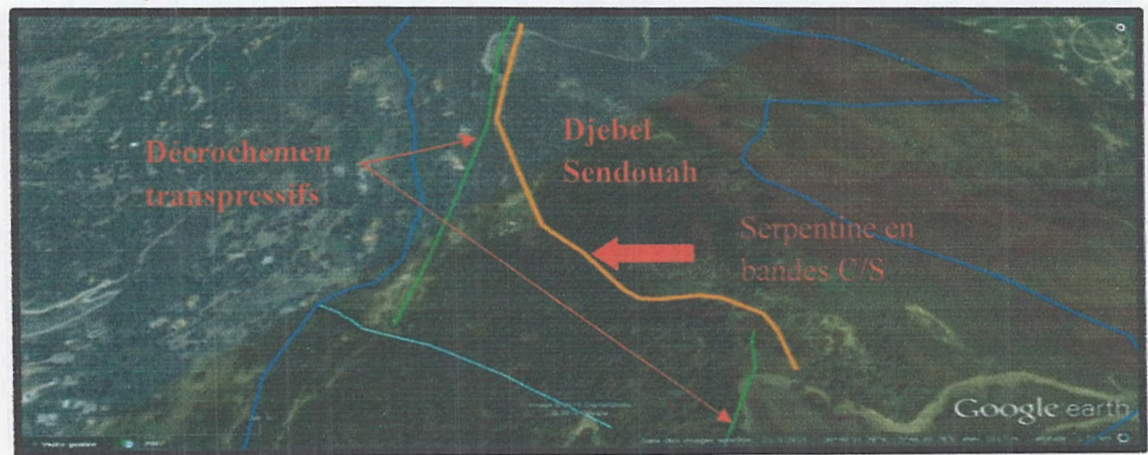 Décrochemen
transpressifs
Djebel
Sendouah
Serpentine en
bandes C/S
Google earth